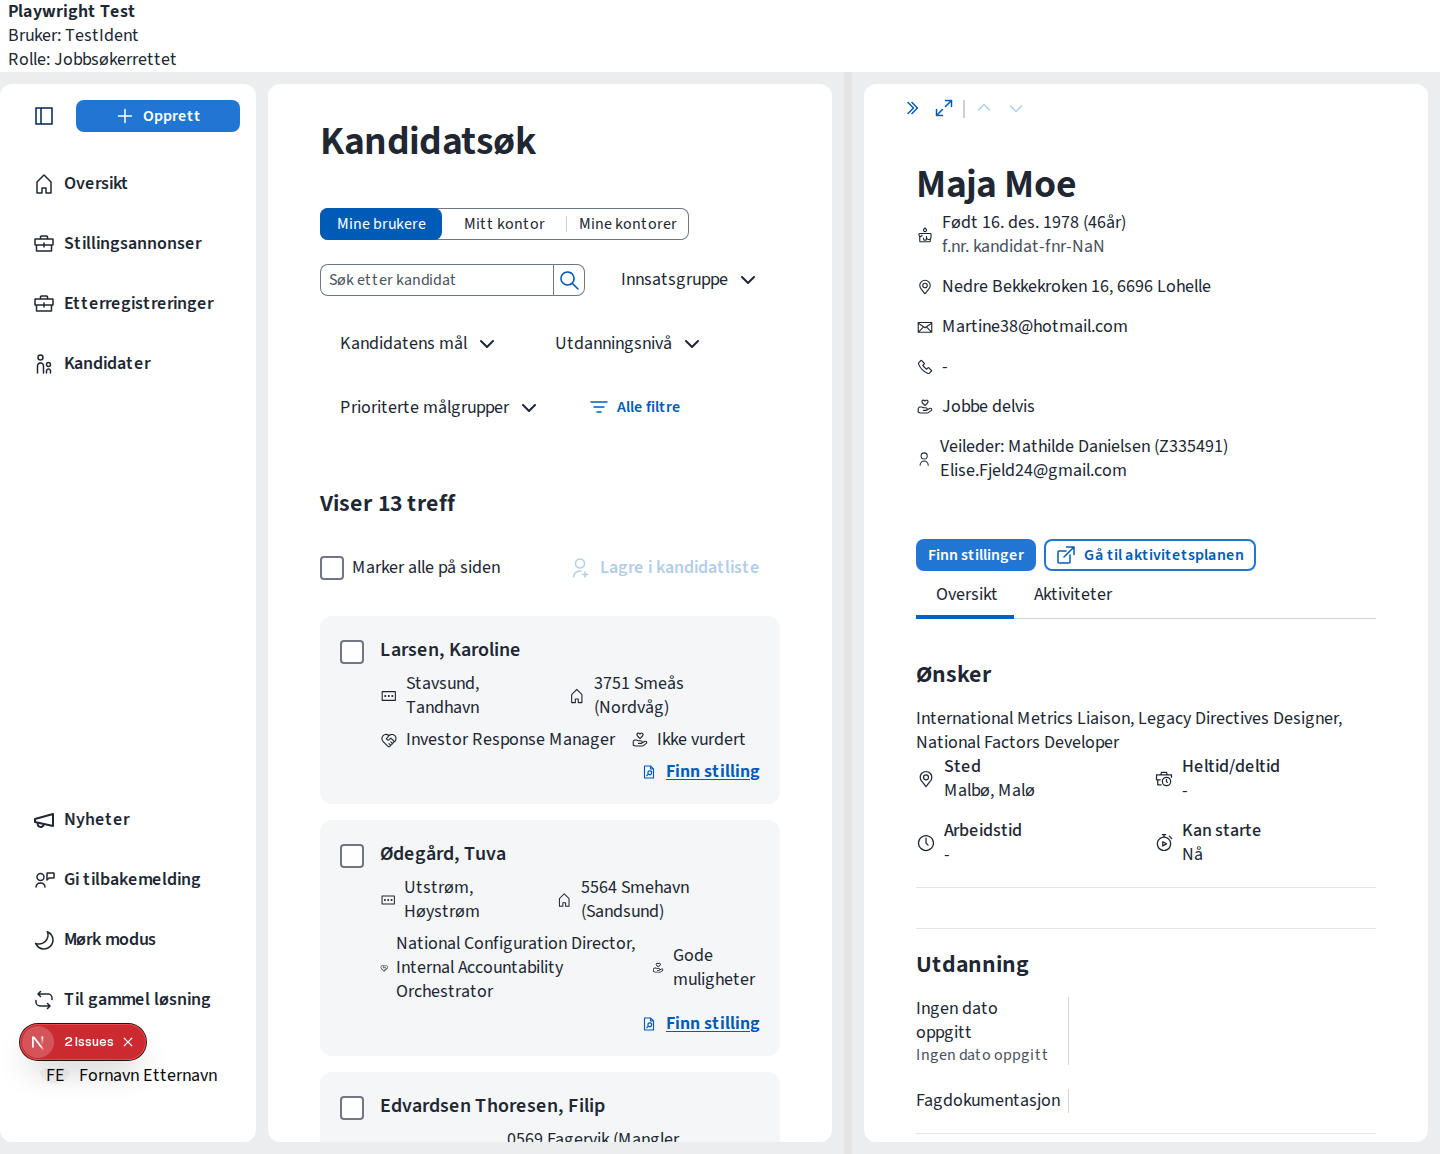 Playwright Test
Bruker: TestIdent
Rolle: Jobbsøkerrettet
Opprett
Oversikt
Stillingsannonser
Etterregistreringer
Kandidater
Nyheter
Gi tilbakemelding
Mørk modus
Til gammel løsning
2 Issues
FE Fornavn Etternavn
Kandidatsøk
Mine brukere Mitt kontor Mine kontorer
Søk etter kandidat Innsatsgruppe
Kandidatens mål Utdanningsnivå
Prioriterte målgrupper Alle filtre
Viser 13 treff
Marker alle på siden Lagre i kandidatliste
Larsen, Karoline
Stavsund,
Tandhavn
3751 Smeås
(Nordvåg)
Investor Response Manager Ikke vurdert
Finn stilling
Ødegård, Tuva
Utstrøm,
Høystrøm
5564 Smehavn
(Sandsund)
National Configuration Director,
Internal Accountability
Orchestrator
Gode
muligheter
Finn stilling
Edvardsen Thoresen, Filip
0569 Fagervik (Mangler
Maja Moe
Født 16. des. 1978 (46år)
f.nr. kandidat-fnr-NaN
Nedre Bekkekroken 16, 6696 Lohelle
Martine38@hotmail.com
-
Jobbe delvis
Veileder: Mathilde Danielsen (Z335491)
Elise.Fjeld24@gmail.com
Finn stillinger Gå til aktivitetsplanen
Oversikt Aktiviteter
Ønsker
International Metrics Liaison, Legacy Directives Designer,
National Factors Developer
Sted
Malbø, Malø
Heltid/deltid
-
Arbeidstid
-
Kan starte
Nå
Utdanning
Ingen dato
oppgitt
Ingen dato oppgitt
Fagdokumentasjon